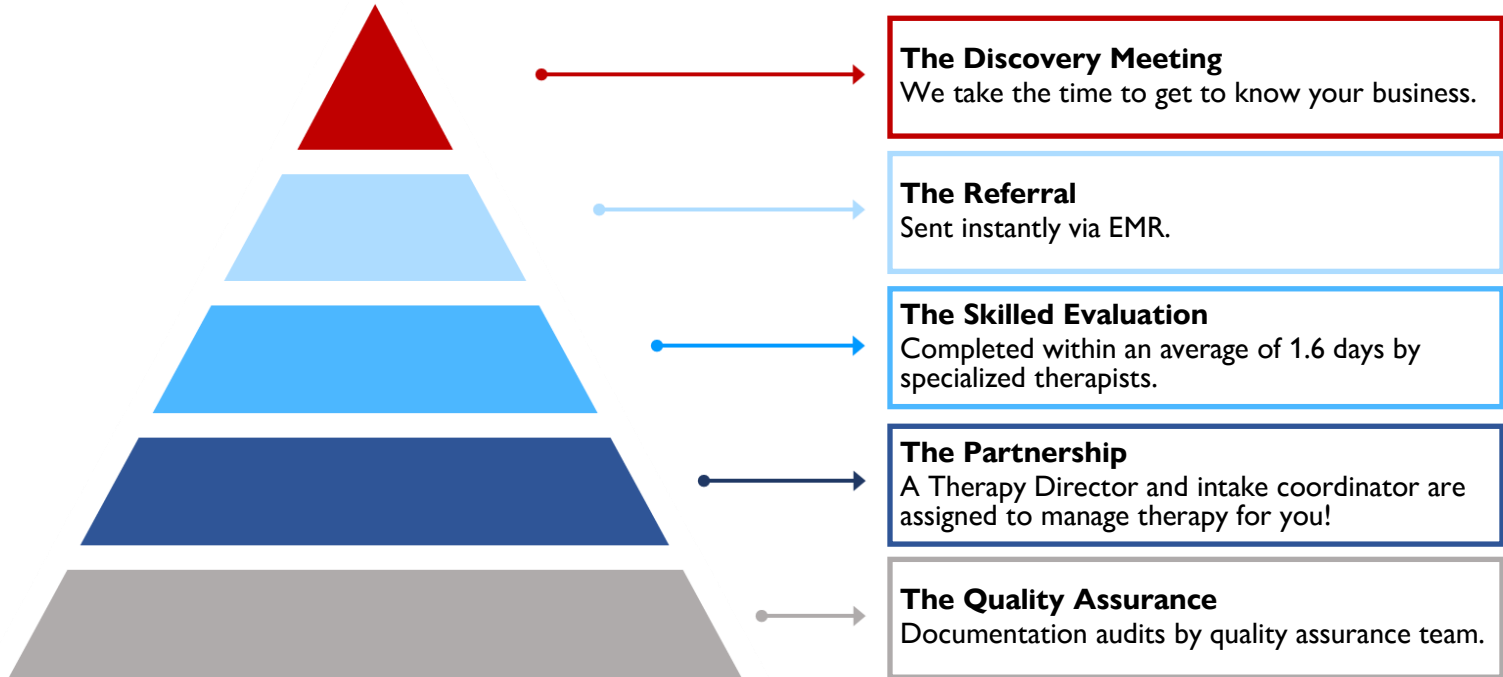 The Discovery Meeting
We take the time to get to know your business.
The Referral
Sent instantly via EMR.
The Skilled Evaluation
Completed within an average of 1.6 days by
specialized therapists.
The Partnership
A Therapy Director and intake coordinator are
assigned to manage therapy for you!
The Quality Assurance
Documentation audits by quality assurance team.